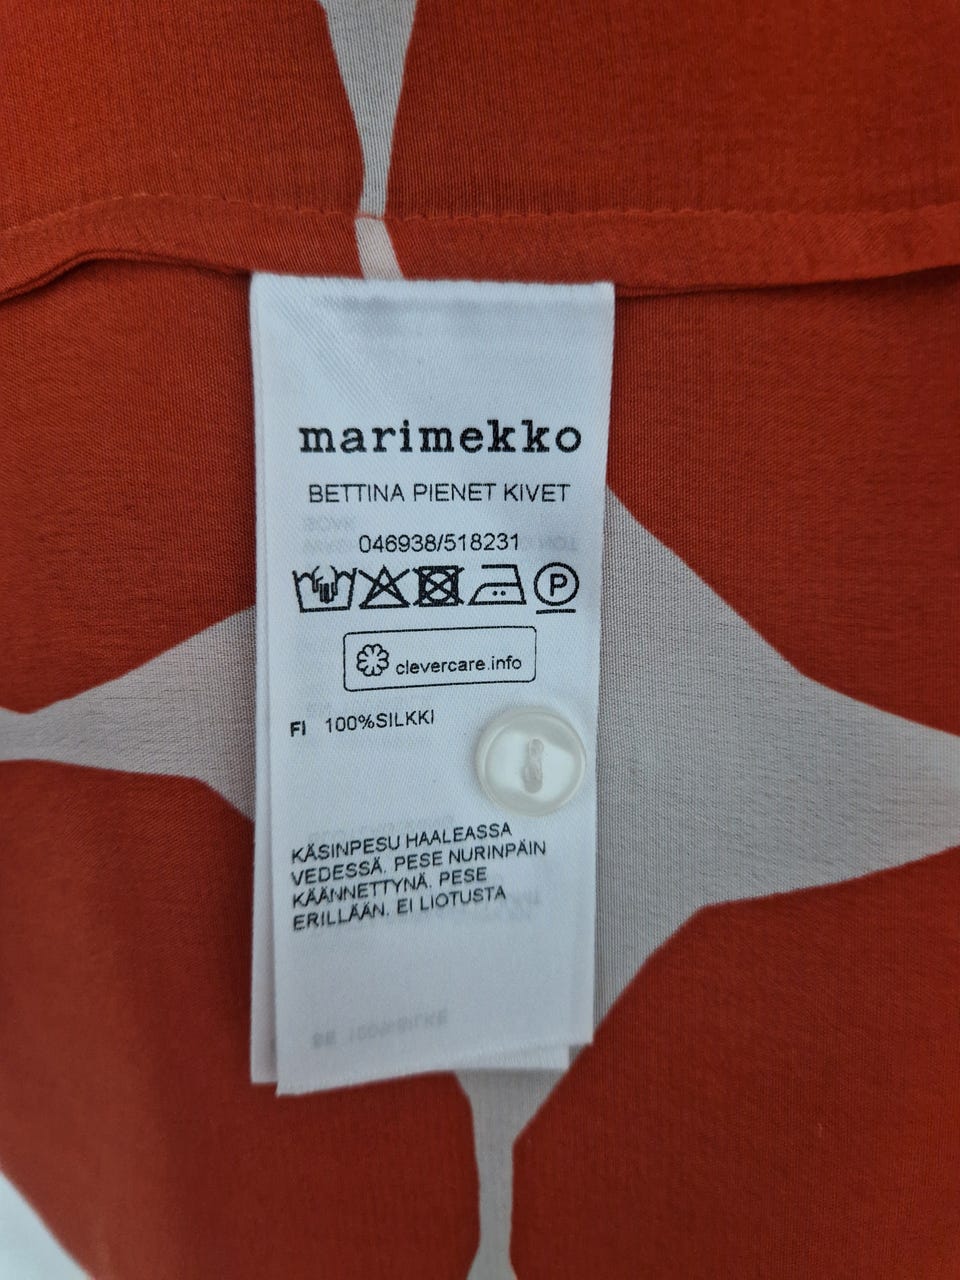 marimekko
BETTINA PIENET KIVET
046938/518231
P
clevercare.info
FI 100%SILKKI
KÄSINPESU HAALEASSA
VEDESSÄ. PESE NURINPÄIN
KÄÄNNETTYNÄ. PESE
ERILLÄÄN. EI LIOTUSTA